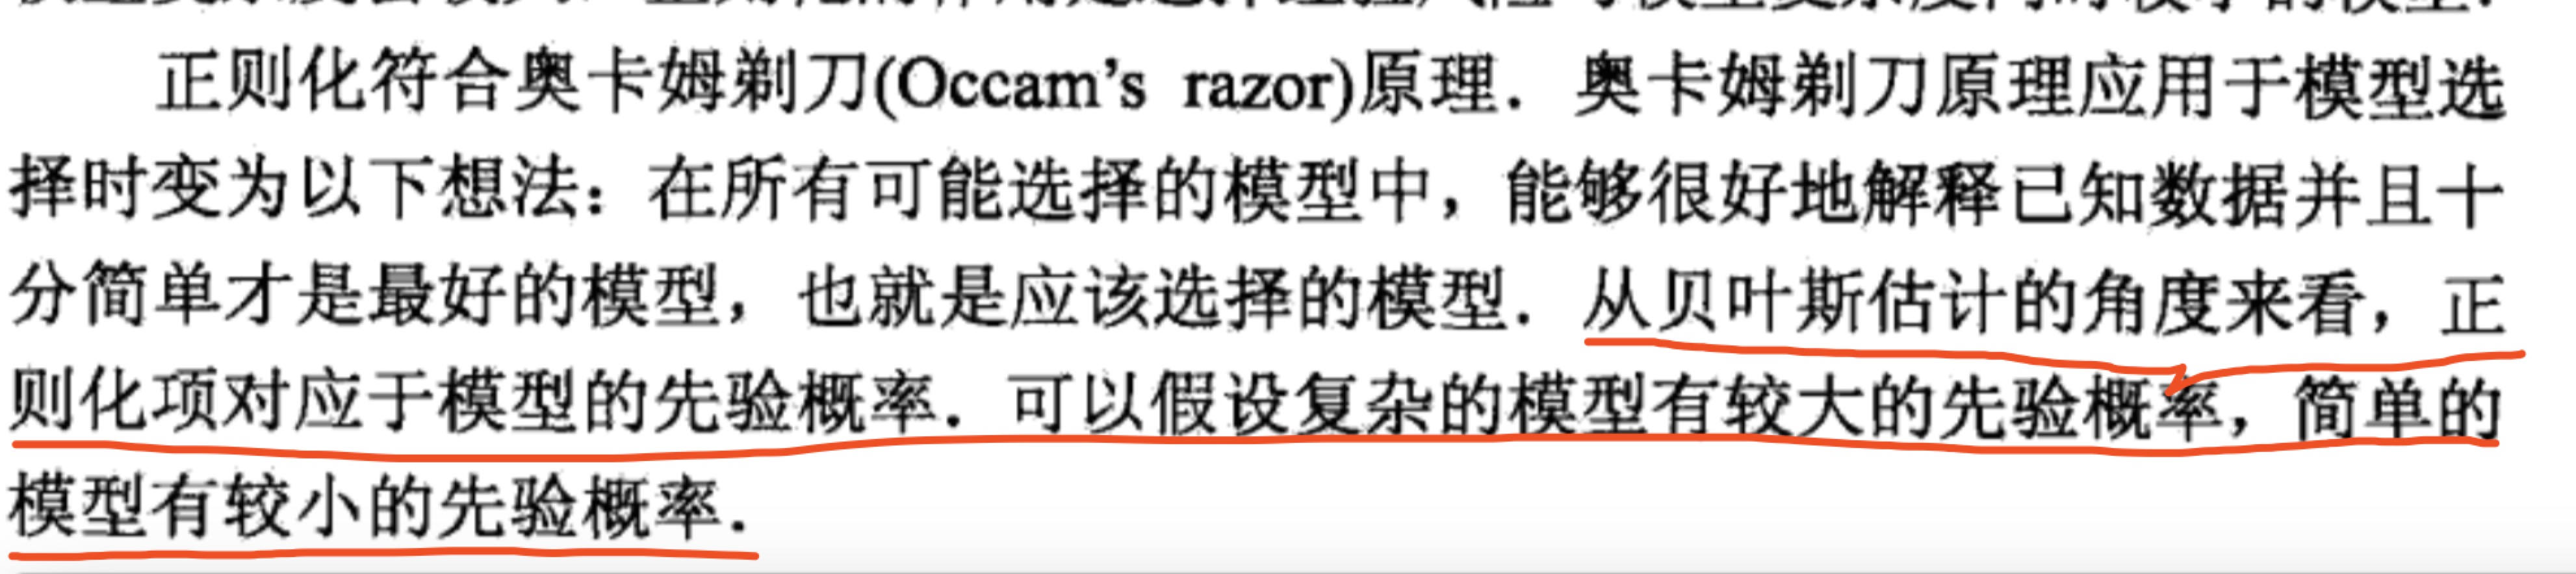 正则化符合奥卡姆剃刀(Occam's razor)原理．奥卡姆剃刀原理应用于模型选
择时变为以下想法：在所有可能选择的模型中，能够很好地解释已知数据并且十
分简单才是最好的模型，也就是应该选择的模型．从贝叶斯估计的角度来看，正
则化项对应于模型的先验概率．可以假设复杂的模型有较大的先验概率，简单的
模型有较小的先验概率．